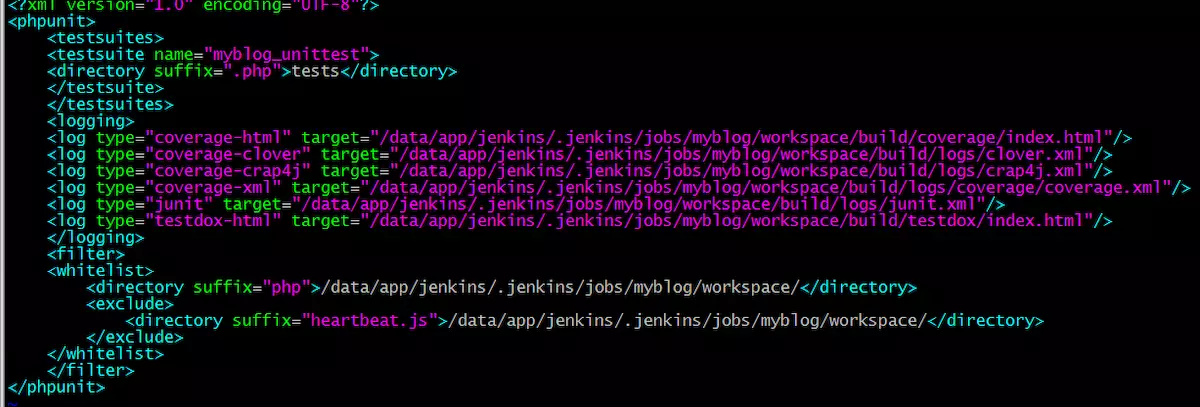 <?xml version="1.0" encoding="UTF-8"?>
<phpunit>
    <testsuites>
    <testsuite name="myblog_unittest">
    <directory suffix=".php">tests</directory>
    </testsuite>
    </testsuites>
    <logging>
    <log type="coverage-html" target="/data/app/jenkins/.jenkins/jobs/myblog/workspace/build/coverage/index.html"/>
    <log type="coverage-clover" target="/data/app/jenkins/.jenkins/jobs/myblog/workspace/build/logs/clover.xml"/>
    <log type="coverage-crap4j" target="/data/app/jenkins/.jenkins/jobs/myblog/workspace/build/logs/crap4j.xml"/>
    <log type="coverage-xml" target="/data/app/jenkins/.jenkins/jobs/myblog/workspace/build/logs/coverage/coverage.xml"/>
    <log type="junit" target="/data/app/jenkins/.jenkins/jobs/myblog/workspace/build/logs/junit.xml"/>
    <log type="testdox-html" target="/data/app/jenkins/.jenkins/jobs/myblog/workspace/build/testdox/index.html"/>
    </logging>
    <filter>
    <whitelist>
        <directory suffix="php">/data/app/jenkins/.jenkins/jobs/myblog/workspace/</directory>
        <exclude>
            <directory suffix="heartbeat.js">/data/app/jenkins/.jenkins/jobs/myblog/workspace/</directory>
        </exclude>
    </whitelist>
    </filter>
</phpunit>
~